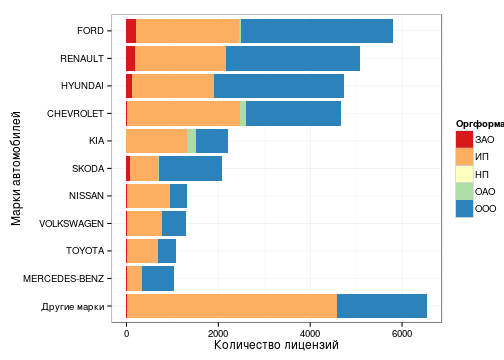 FORD
RENAULT
HYUNDAI
CHEVROLET
KIA
SKODA
NISSAN
VOLKSWAGEN
TOYOTA
MERCEDES-BENZ
Другие марки
Марки автомобилей
0 2000 4000 6000
Количество лицензий
Оргформа
ЗАО
ИП
НП
ОАО
ООО